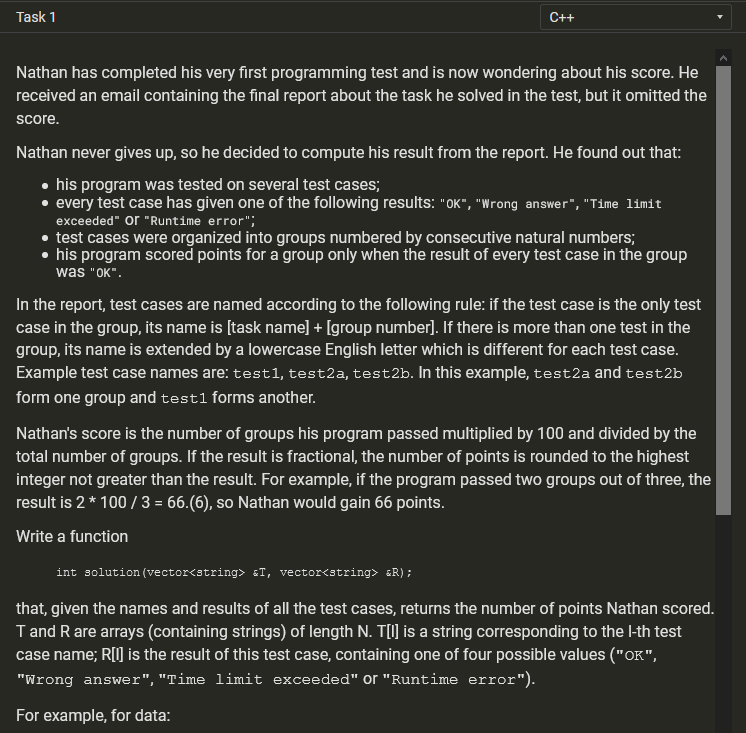 Task 1
C++
Nathan has completed his very first programming test and is now wondering about his score. He
received an email containing the final report about the task he solved in the test, but it omitted the
score.
Nathan never gives up, so he decided to compute his result from the report. He found out that:
• his program was tested on several test cases;
• every test case has given one of the following results: "OK", "Wrong answer", "Time limit
exceeded" or "Runtime error";
• test cases were organized into groups numbered by consecutive natural numbers;
• his program scored points for a group only when the result of every test case in the group
was "OK".
In the report, test cases are named according to the following rule: if the test case is the only test
case in the group, its name is [task name] + [group number]. If there is more than one test in the
group, its name is extended by a lowercase English letter which is different for each test case.
Example test case names are: test1, test2a, test2b. In this example, test2a and test2b
form one group and test1 forms another.
Nathan's score is the number of groups his program passed multiplied by 100 and divided by the
total number of groups. If the result is fractional, the number of points is rounded to the highest
integer not greater than the result. For example, if the program passed two groups out of three, the
result is 2 * 100 / 3 = 66.(6), so Nathan would gain 66 points.
Write a function
int solution(vector<string> &T, vector<string> &R);
that, given the names and results of all the test cases, returns the number of points Nathan scored.
T and R are arrays (containing strings) of length N. T[I] is a string corresponding to the I-th test
case name; R[I] is the result of this test case, containing one of four possible values ("OK",
"Wrong answer", "Time limit exceeded" or "Runtime error").
For example, for data: